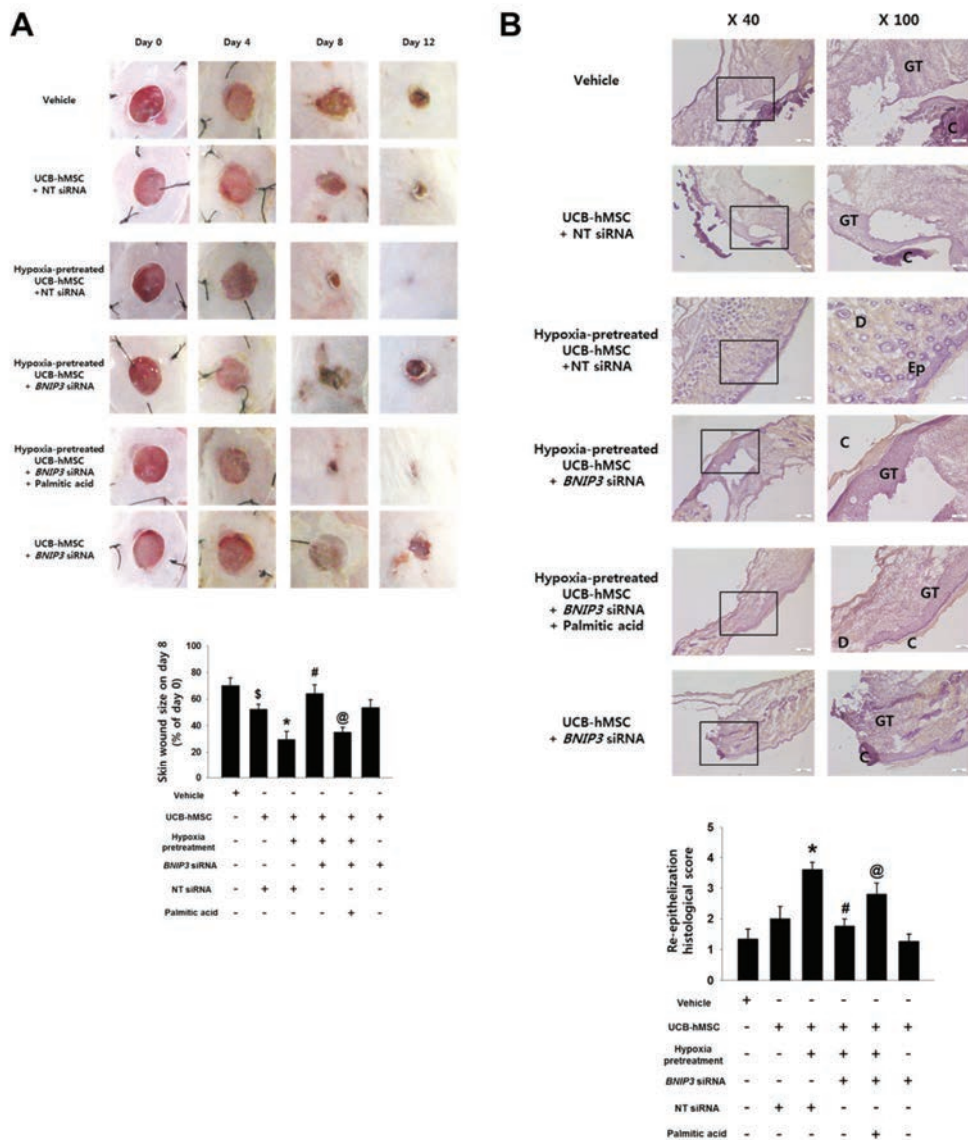 A
Day 0 Day 4 Day 8 Day 12
Vehicle
UCB-hMSC
+ NT siRNA
Hypoxia-pretreated
UCB-hMSC
+NT siRNA
Hypoxia-pretreated
UCB-hMSC
+ BNIP3 siRNA
Hypoxia-pretreated
UCB-hMSC
+ BNIP3 siRNA
+ Palmitic acid
UCB-hMSC
+ BNIP3 siRNA
Skin wound size on day 8
(% of day 0)
100
80
60
40
20
0
$
*
#
@
Vehicle + - - - - -
UCB-hMSC - + + + + +
Hypoxia
pretreatment - - + + + -
BNIP3 siRNA - - - + + +
NT siRNA - + + - - -
Palmitic acid - - - - + -
B
X 40 X 100
Vehicle
GT
C
UCB-hMSC
+ NT siRNA
GT
C
Hypoxia-pretreated
UCB-hMSC
+NT siRNA
D
Ep
Hypoxia-pretreated
UCB-hMSC
+ BNIP3 siRNA
C
GT
Hypoxia-pretreated
UCB-hMSC
+ BNIP3 siRNA
+ Palmitic acid
GT
D C
UCB-hMSC
+ BNIP3 siRNA
GT
C
Re-epithelization
histological score
5
4
3
2
1
0
*
#
@
Vehicle + - - - - -
UCB-hMSC - + + + + +
Hypoxia
pretreatment - - + + + -
BNIP3 siRNA - - - + + +
NT siRNA - + + - - -
Palmitic acid - - - - + -